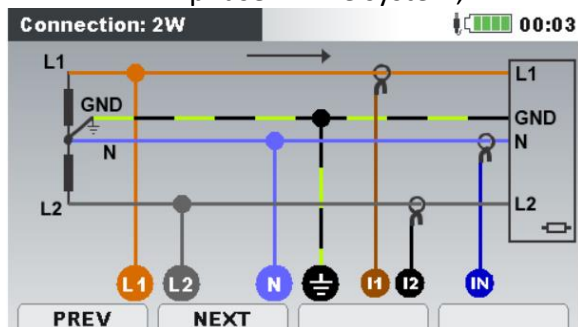 Connection: 2W
00:03
L1
L1
GND
GND
N
N
L2
L2
L1
L2
N
I1
I2
IN
PREV
NEXT